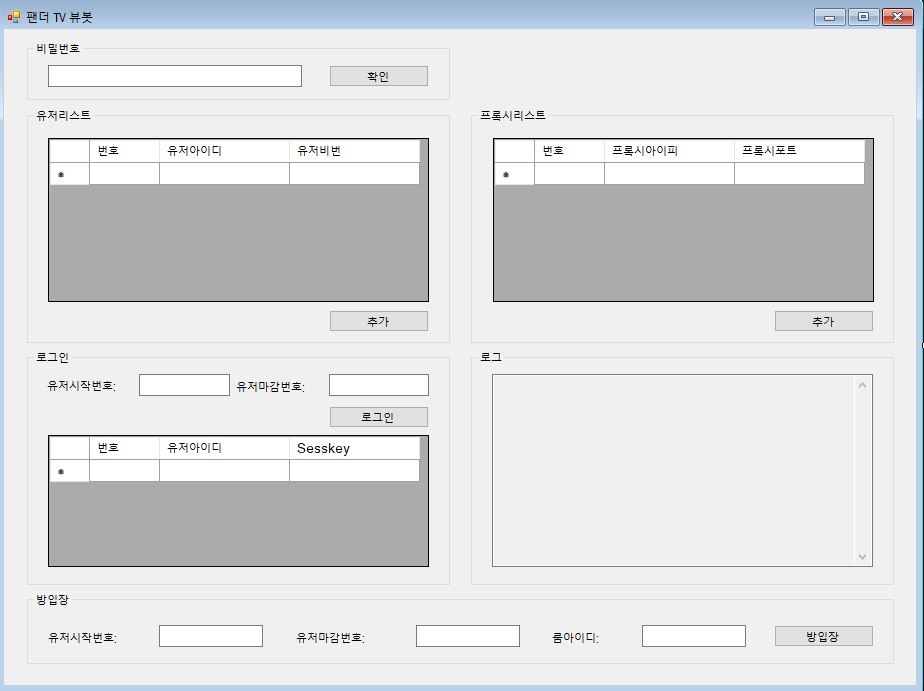 팬더 TV 뷰봇
비밀번호
확인
유저리스트
번호 유저아이디 유저비번
추가
프록시리스트
번호 프록시아이피 프록시포트
추가
로그인
유저시작번호: 유저마감번호:
로그인
번호 유저아이디 Sesskey
로그
방입장
유저시작번호: 유저마감번호: 룸아이디: 방입장